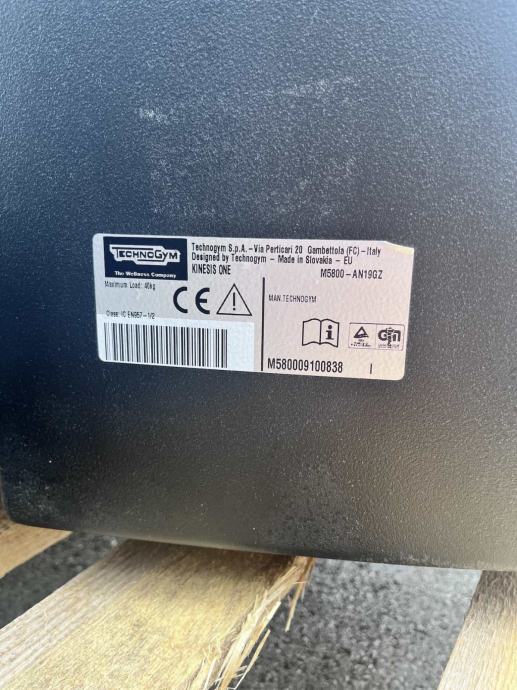 TECHNOGYM
The Wellness Company
Technogym S.p.A. - Via Perticari 20 Gambettola (FC) - Italy
Designed by Technogym - Made in Slovakia - EU
KINESIS ONE M5800-AN19GZ
Maximum Load: 40kg
CE
MAN.TECHNOGYM
Class: IC EN957-1/2
M580009100838 I